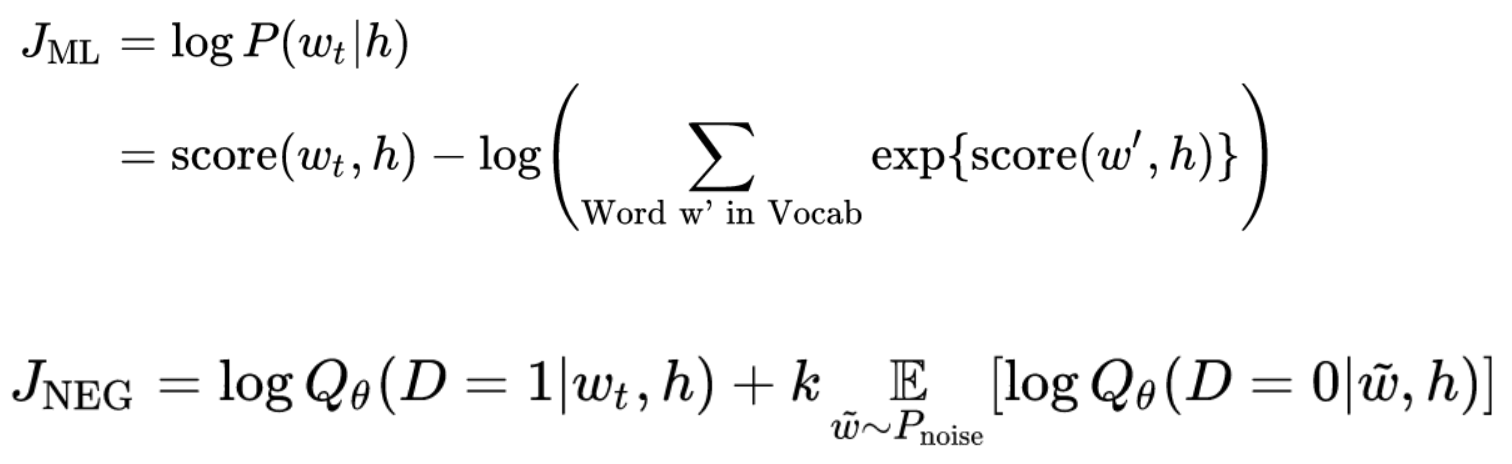 J_ML = log P(w_t|h)
= score(w_t, h) − log( ∑_{Word w’ in Vocab} exp{score(w′, h)} )
J_NEG = log Q_θ(D = 1|w_t, h) + k 𝔼_{w̃∼P_noise} [log Q_θ(D = 0|w̃, h)]